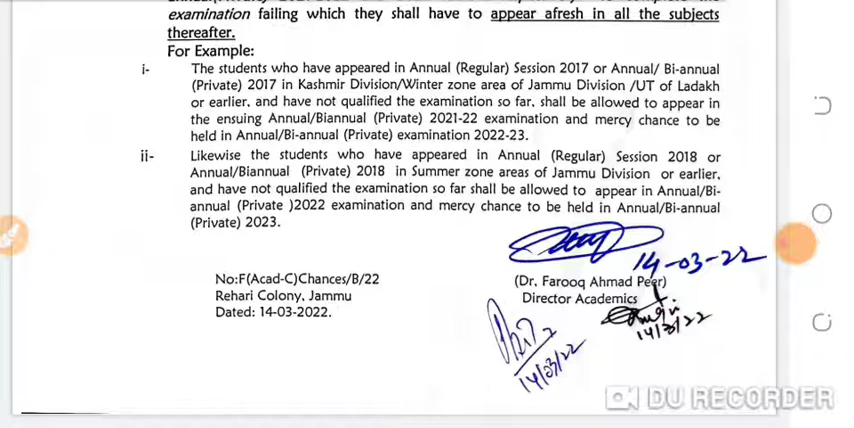 examination failing which they shall have to appear afresh in all the subjects
thereafter.
For Example:
i- The students who have appeared in Annual (Regular) Session 2017 or Annual/ Bi-annual
(Private) 2017 in Kashmir Division/Winter zone area of Jammu Division /UT of Ladakh
or earlier, and have not qualified the examination so far, shall be allowed to appear in
the ensuing Annual/Biannual (Private) 2021-22 examination and mercy chance to be
held in Annual/Bi-annual (Private) examination 2022-23.
ii- Likewise the students who have appeared in Annual (Regular) Session 2018 or
Annual/Biannual (Private) 2018 in Summer zone areas of Jammu Division or earlier,
and have not qualified the examination so far shall be allowed to appear in Annual/Bi-
annual (Private )2022 examination and mercy chance to be held in Annual/Bi-annual
(Private) 2023.
14-03-22
No:F(Acad-C)Chances/B/22
Rehari Colony, Jammu
Dated: 14-03-2022.
(Dr. Farooq Ahmad Peer)
Director Academics
14/3/22
14/03/22
DU RECORDER